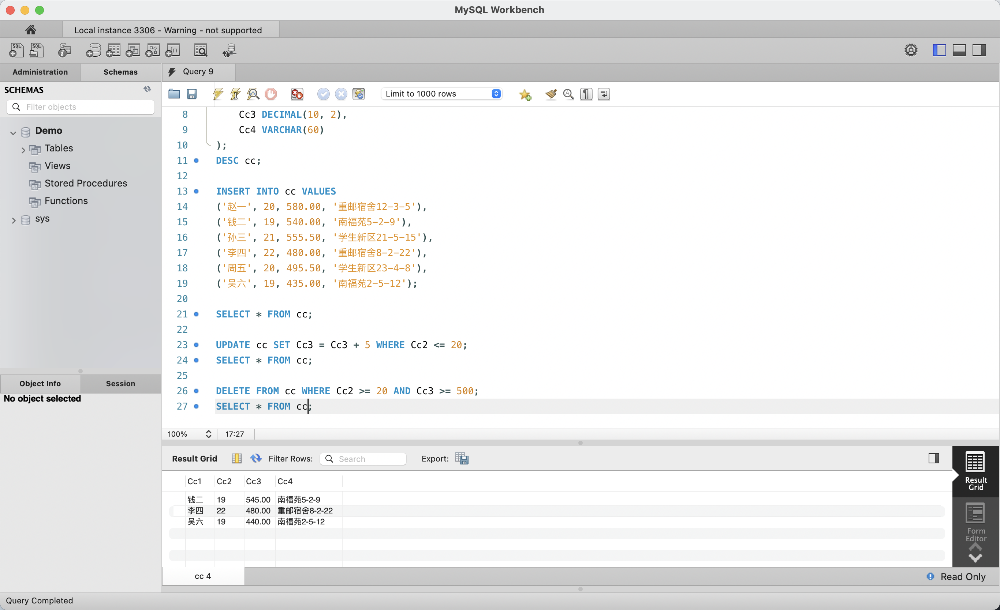 MySQL Workbench
Local instance 3306 - Warning - not supported
SQL SQL
Administration Schemas Query 9
SCHEMAS
Limit to 1000 rows
Filter objects
Demo
Tables
Views
Stored Procedures
Functions
sys
8 Cc3 DECIMAL(10, 2),
9 Cc4 VARCHAR(60)
10 );
11 DESC cc;
12
13 INSERT INTO cc VALUES
14 ('赵一', 20, 580.00, '重邮宿舍12-3-5'),
15 ('钱二', 19, 540.00, '南福苑5-2-9'),
16 ('孙三', 21, 555.50, '学生新区21-5-15'),
17 ('李四', 22, 480.00, '重邮宿舍8-2-22'),
18 ('周五', 20, 495.50, '学生新区23-4-8'),
19 ('吴六', 19, 435.00, '南福苑2-5-12');
20
21 SELECT * FROM cc;
22
23 UPDATE cc SET Cc3 = Cc3 + 5 WHERE Cc2 <= 20;
24 SELECT * FROM cc;
25
26 DELETE FROM cc WHERE Cc2 >= 20 AND Cc3 >= 500;
27 SELECT * FROM cc;
Object Info Session
No object selected
100% 17:27
Result Grid Filter Rows: Search Export:
Cc1 Cc2 Cc3 Cc4
钱二 19 545.00 南福苑5-2-9
李四 22 480.00 重邮宿舍8-2-22
吴六 19 440.00 南福苑2-5-12
Result
Grid
Form
Editor
cc 4
Read Only
Query Completed